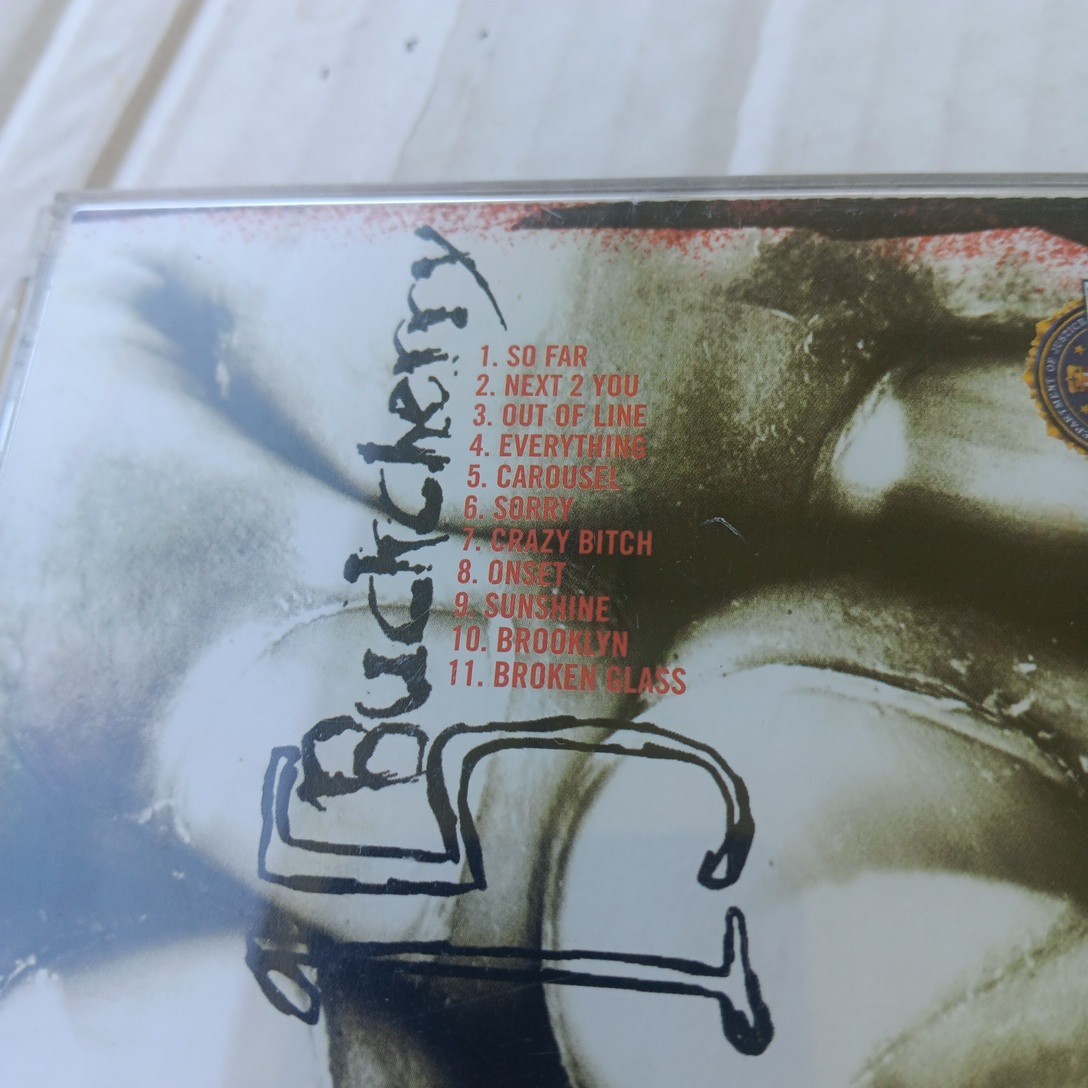 Buckcherry
1. SO FAR
2. NEXT 2 YOU
3. OUT OF LINE
4. EVERYTHING
5. CAROUSEL
6. SORRY
7. CRAZY BITCH
8. ONSET
9. SUNSHINE
10. BROOKLYN
11. BROKEN GLASS